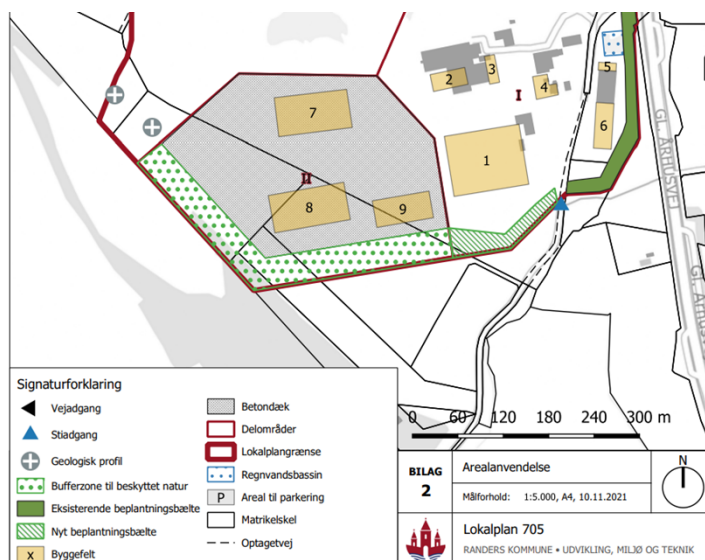 2
3
4
5
6
I
7
1
II
8
9
GL. ÅRHUSVEJ
Gl. Århusvej
Signaturforklaring
Vejadgang
Stiadgang
Geologisk profil
Bufferzone til beskyttet natur
Eksisterende beplantningsbælte
Nyt beplantningsbælte
x Byggefelt
Betondæk
Delområder
Lokalplangrænse
Regnvandsbassin
P Areal til parkering
Matrikelskel
Optagetvej
0 60 120 180 240 300 m
BILAG
2
Arealanvendelse
Målforhold: 1:5.000, A4, 10.11.2021
N
Lokalplan 705
RANDERS KOMMUNE • UDVIKLING, MILJØ OG TEKNIK